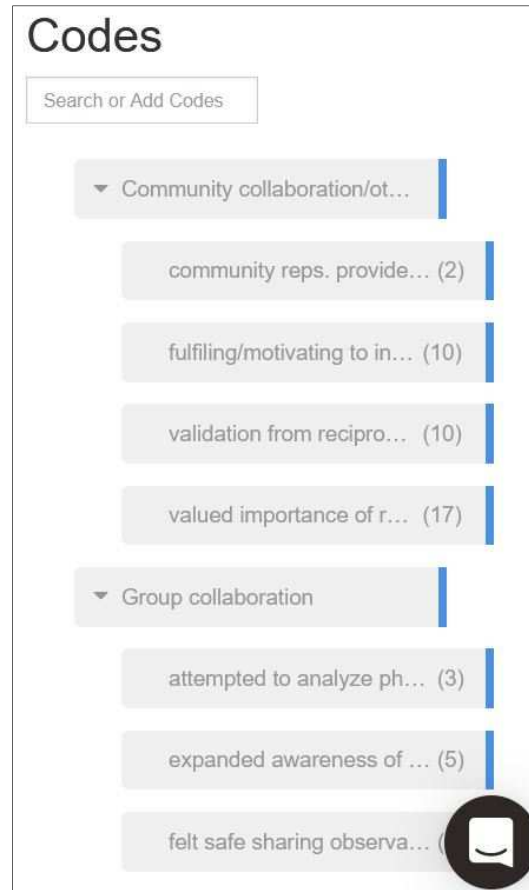 Codes
Search or Add Codes
Community collaboration/ot...
community reps. provide... (2)
fulfiling/motivating to in... (10)
validation from recipro... (10)
valued importance of r... (17)
Group collaboration
attempted to analyze ph... (3)
expanded awareness of ... (5)
felt safe sharing observa... (